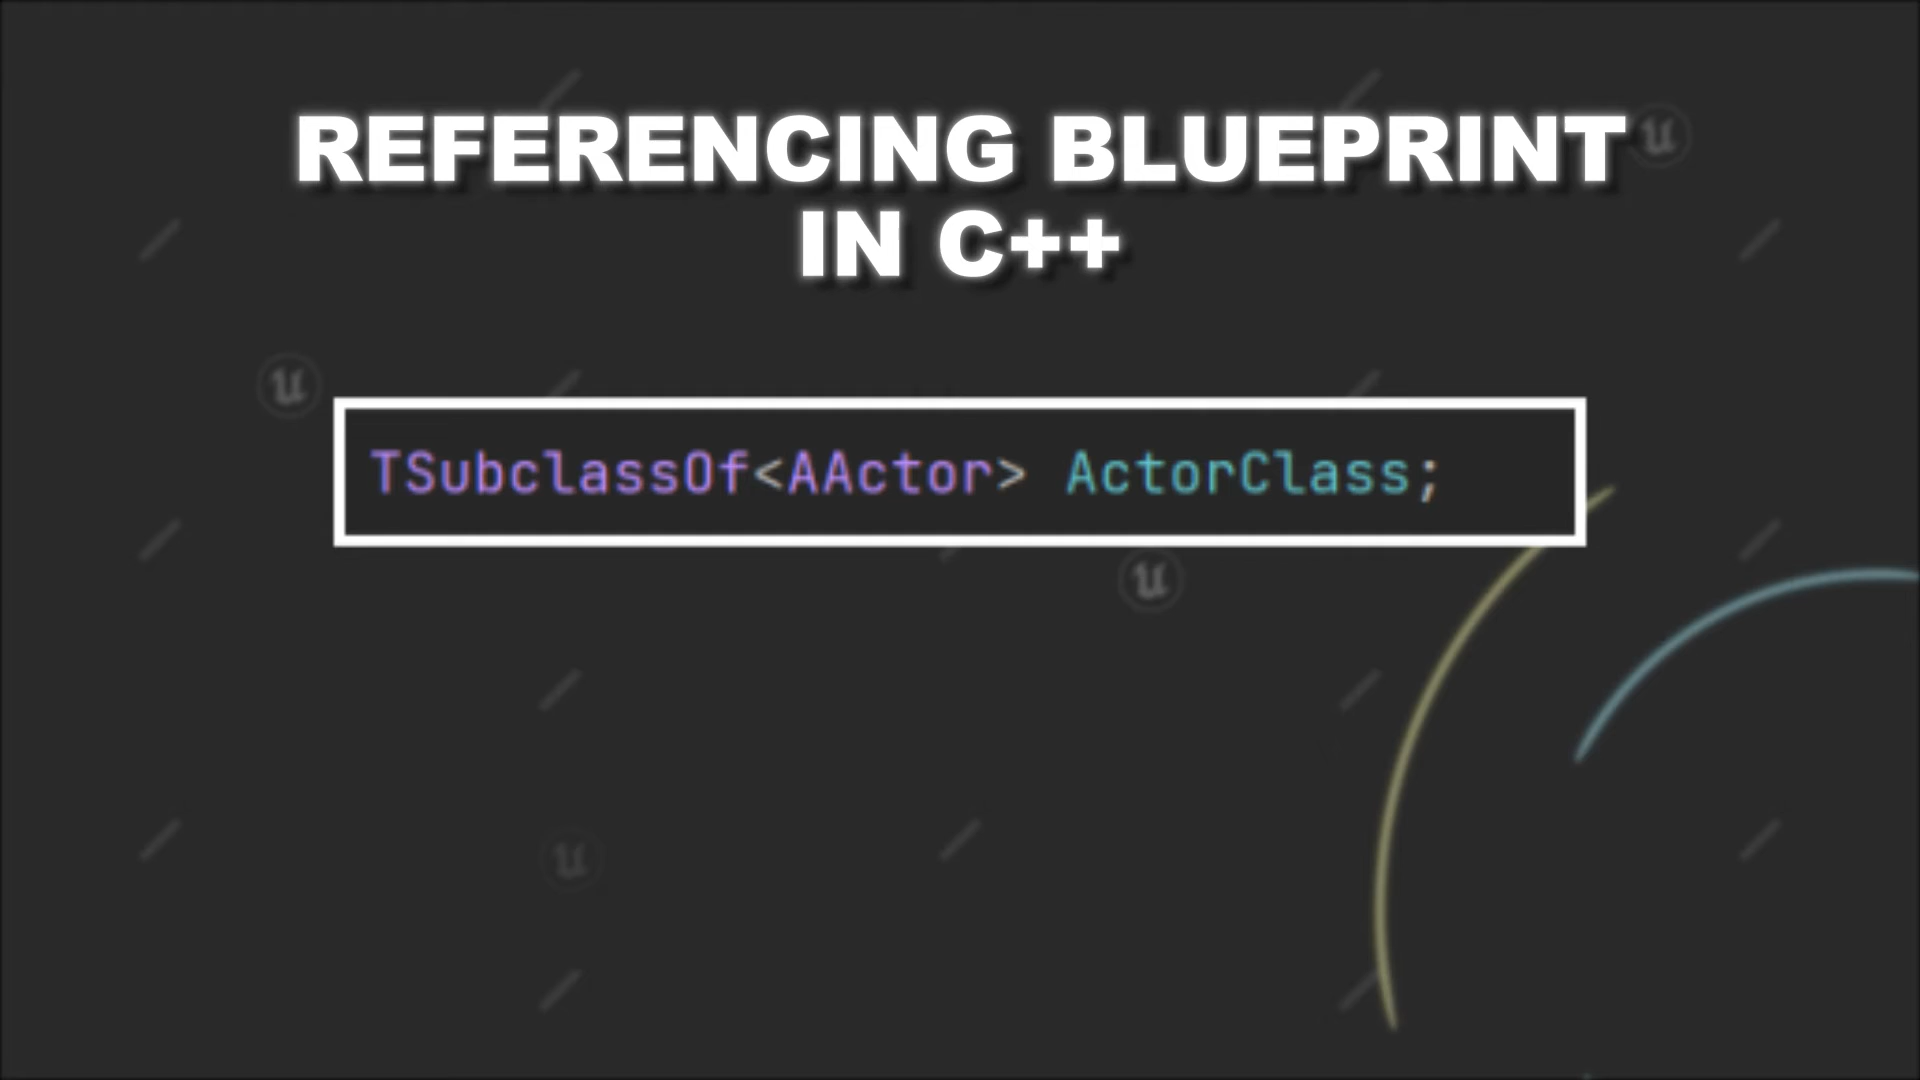 REFERENCING BLUEPRINT
IN C++
TSubclassOf<AActor> ActorClass;